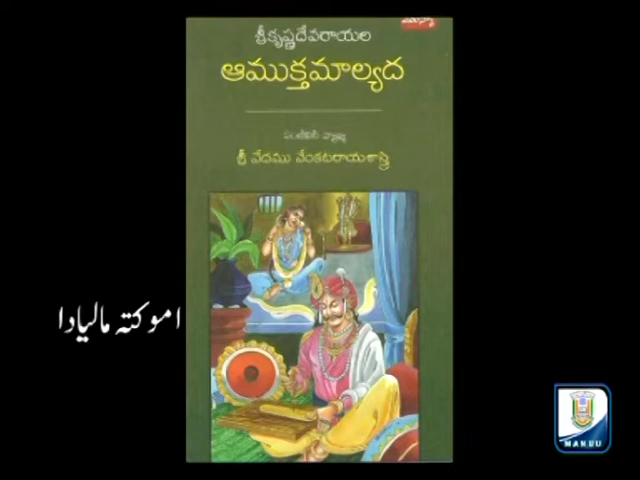 శ్రీకృష్ణదేవరాయల
ఆముక్తమాల్యద
శ్రీ వేదము వేంకటరాయశాస్త్రి
اموکتہ مالیادا
MANUU